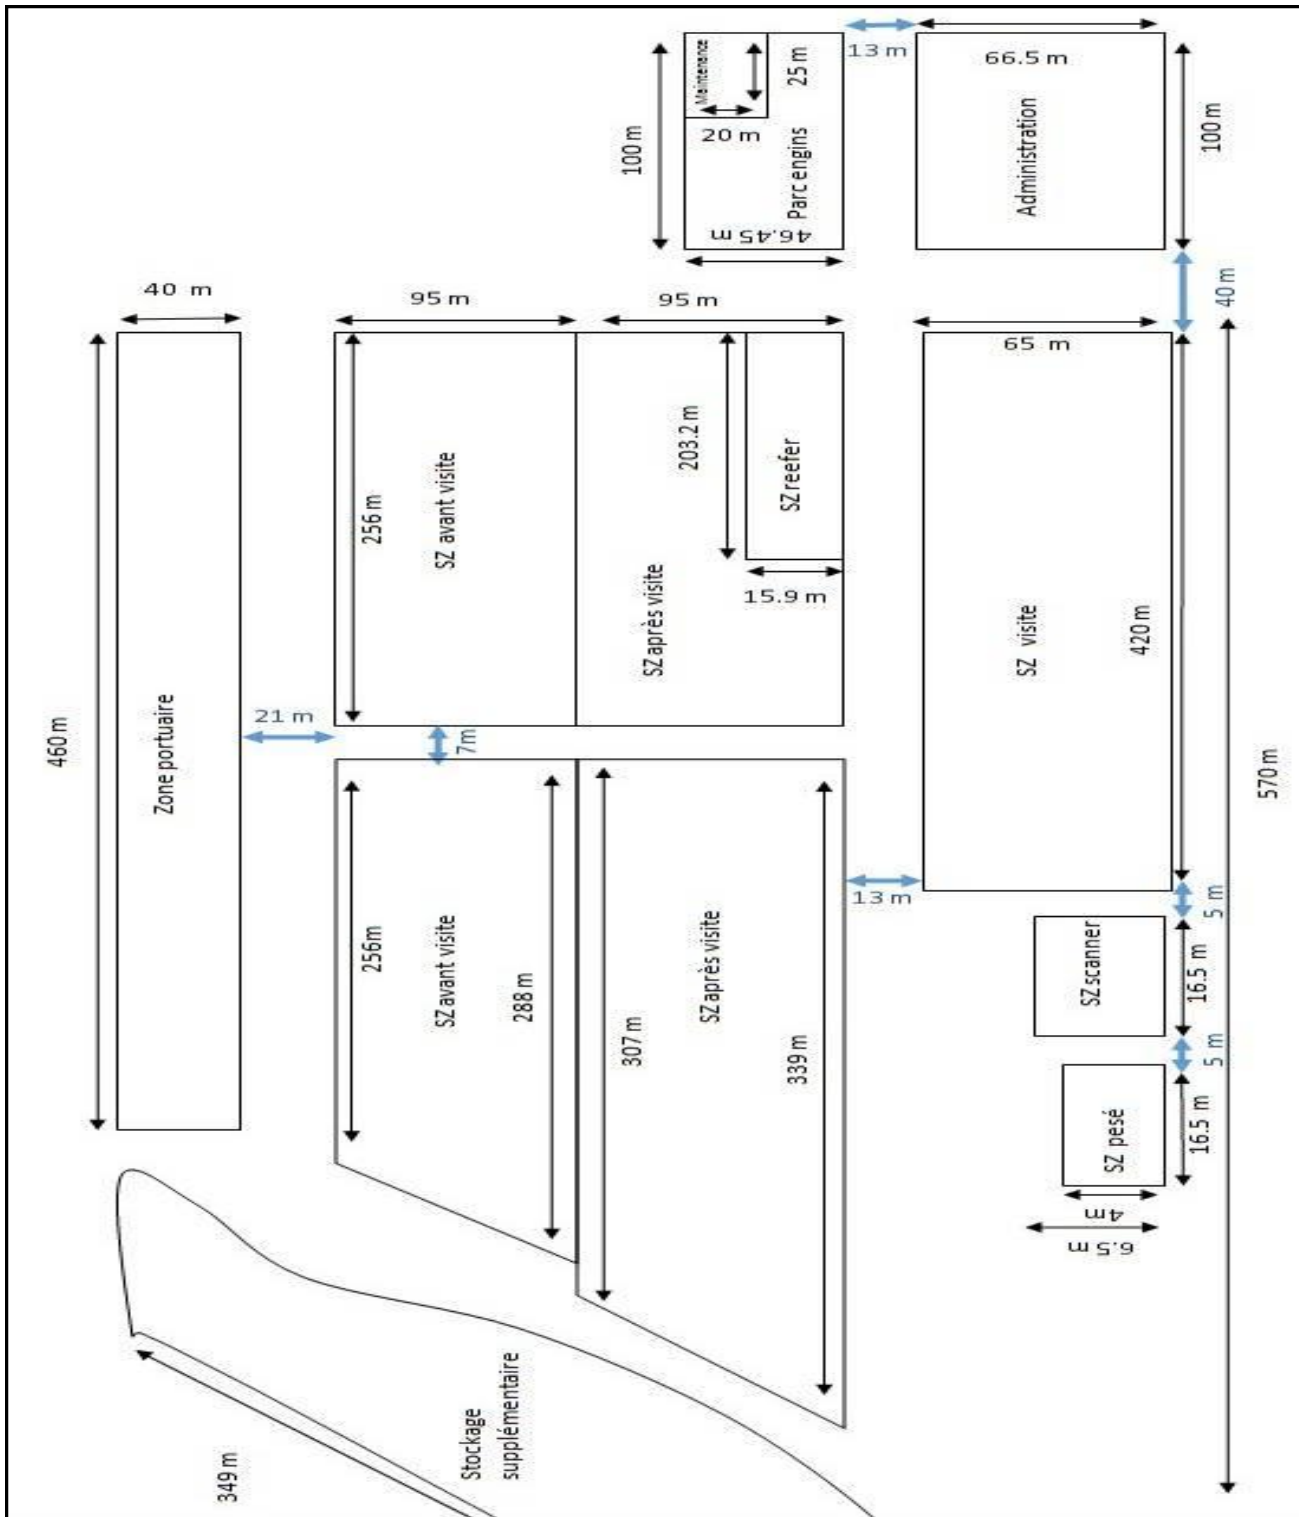 13 m
66.5 m
Administration
100 m
Maintenance
25 m
20 m
Parc engins
100 m
46.45 m
40 m
40 m
95 m
95 m
65 m
460 m
Zone portuaire
21 m
256 m
SZ avant visite
7m
203.2 m
SZ reefer
15.9 m
SZ après visite
SZ visite
420 m
570 m
256m
SZ avant visite
288 m
307 m
SZ après visite
339 m
13 m
5 m
SZ scanner
16.5 m
5 m
SZ pesé
16.5 m
4m
6.5 m
Stockage
supplémentaire
349 m